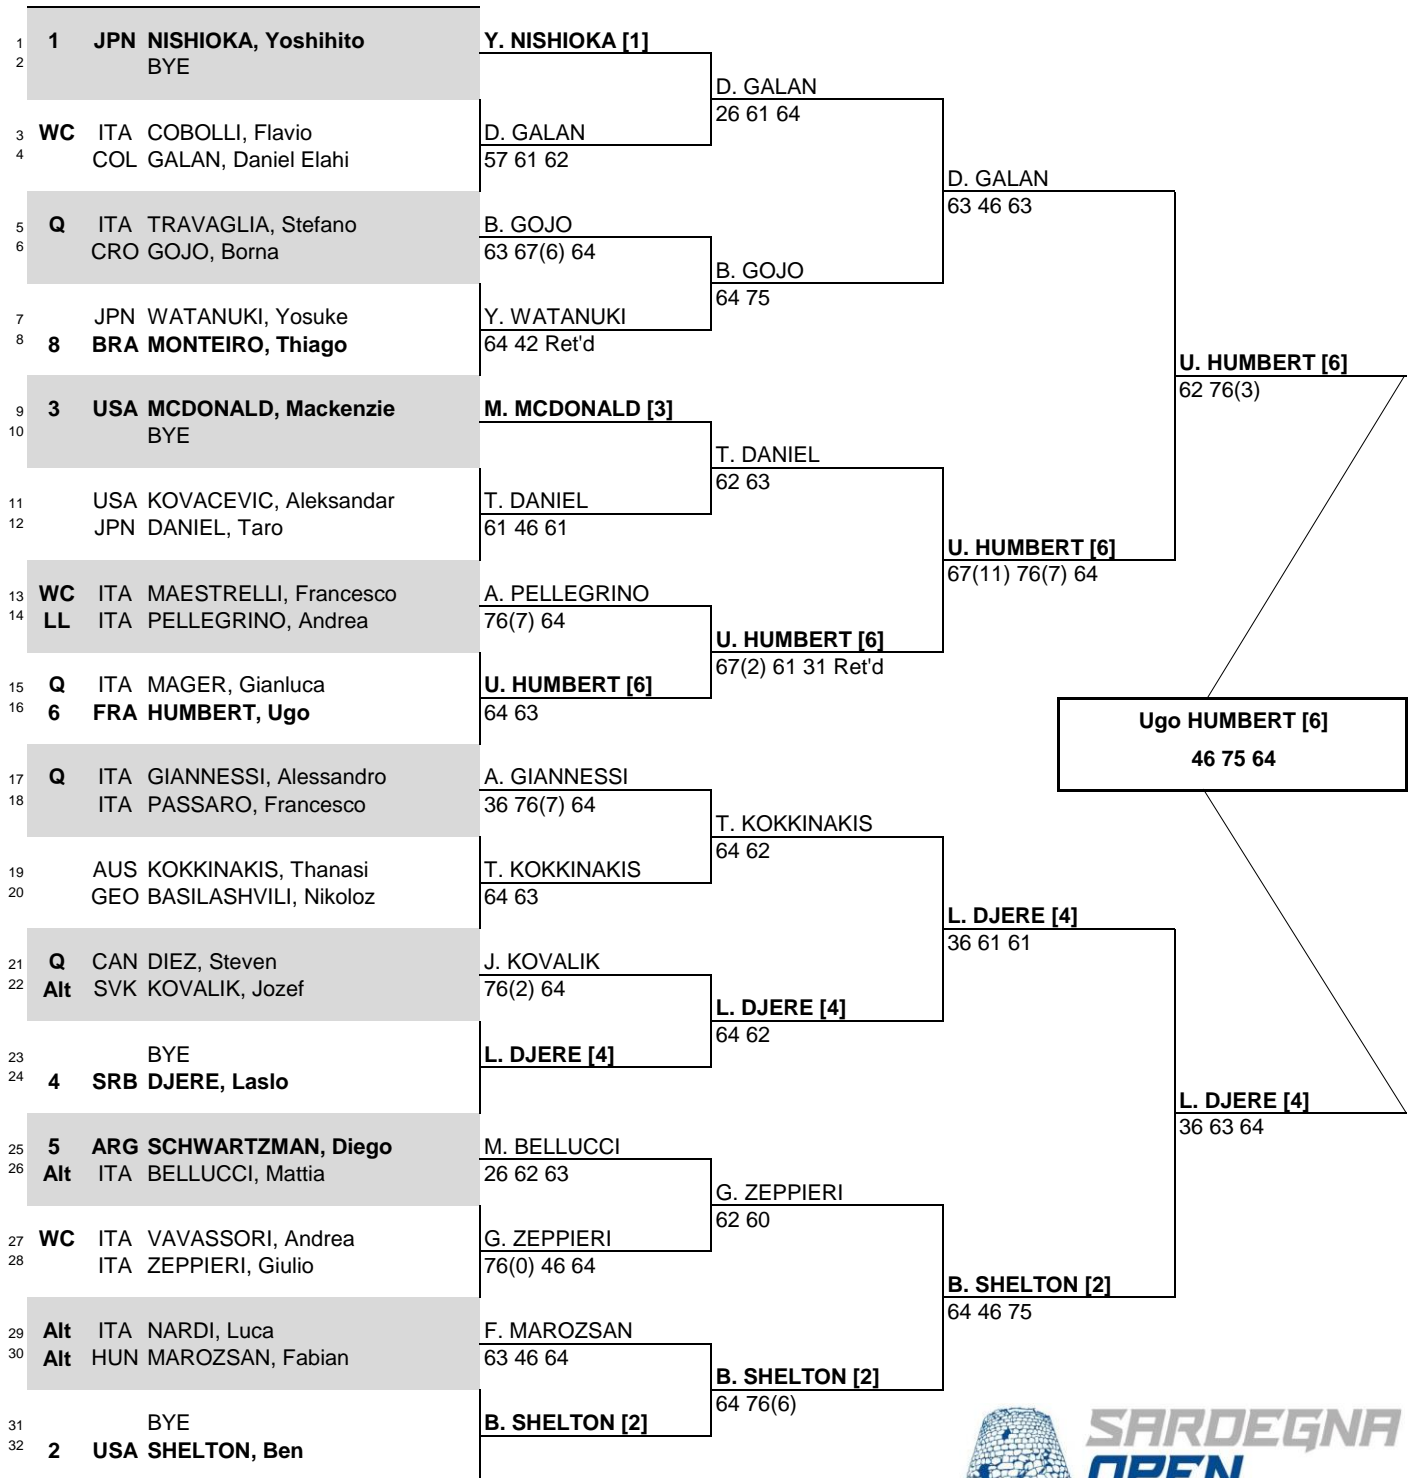 1 1 JPN NISHIOKA, Yoshihito
2 BYE
3 WC ITA COBOLLI, Flavio
4 COL GALAN, Daniel Elahi
5 Q ITA TRAVAGLIA, Stefano
6 CRO GOJO, Borna
7 JPN WATANUKI, Yosuke
8 8 BRA MONTEIRO, Thiago
9 3 USA MCDONALD, Mackenzie
10 BYE
11 USA KOVACEVIC, Aleksandar
12 JPN DANIEL, Taro
13 WC ITA MAESTRELLI, Francesco
14 LL ITA PELLEGRINO, Andrea
15 Q ITA MAGER, Gianluca
16 6 FRA HUMBERT, Ugo
17 Q ITA GIANNESSI, Alessandro
18 ITA PASSARO, Francesco
19 AUS KOKKINAKIS, Thanasi
20 GEO BASILASHVILI, Nikoloz
21 Q CAN DIEZ, Steven
22 Alt SVK KOVALIK, Jozef
23 BYE
24 4 SRB DJERE, Laslo
25 5 ARG SCHWARTZMAN, Diego
26 Alt ITA BELLUCCI, Mattia
27 WC ITA VAVASSORI, Andrea
28 ITA ZEPPIERI, Giulio
29 Alt ITA NARDI, Luca
30 Alt HUN MAROZSAN, Fabian
31 BYE
32 2 USA SHELTON, Ben
Y. NISHIOKA [1]
D. GALAN
57 61 62
B. GOJO
63 67(6) 64
Y. WATANUKI
64 42 Ret'd
M. MCDONALD [3]
T. DANIEL
61 46 61
A. PELLEGRINO
76(7) 64
U. HUMBERT [6]
64 63
A. GIANNESSI
36 76(7) 64
T. KOKKINAKIS
64 63
J. KOVALIK
76(2) 64
L. DJERE [4]
M. BELLUCCI
26 62 63
G. ZEPPIERI
76(0) 46 64
F. MAROZSAN
63 46 64
B. SHELTON [2]
D. GALAN
26 61 64
B. GOJO
64 75
T. DANIEL
62 63
U. HUMBERT [6]
67(2) 61 31 Ret'd
T. KOKKINAKIS
64 62
L. DJERE [4]
64 62
G. ZEPPIERI
62 60
B. SHELTON [2]
64 76(6)
D. GALAN
63 46 63
U. HUMBERT [6]
67(11) 76(7) 64
L. DJERE [4]
36 61 61
B. SHELTON [2]
64 46 75
U. HUMBERT [6]
62 76(3)
L. DJERE [4]
36 63 64
Ugo HUMBERT [6]
46 75 64
SARDEGNA
OPEN